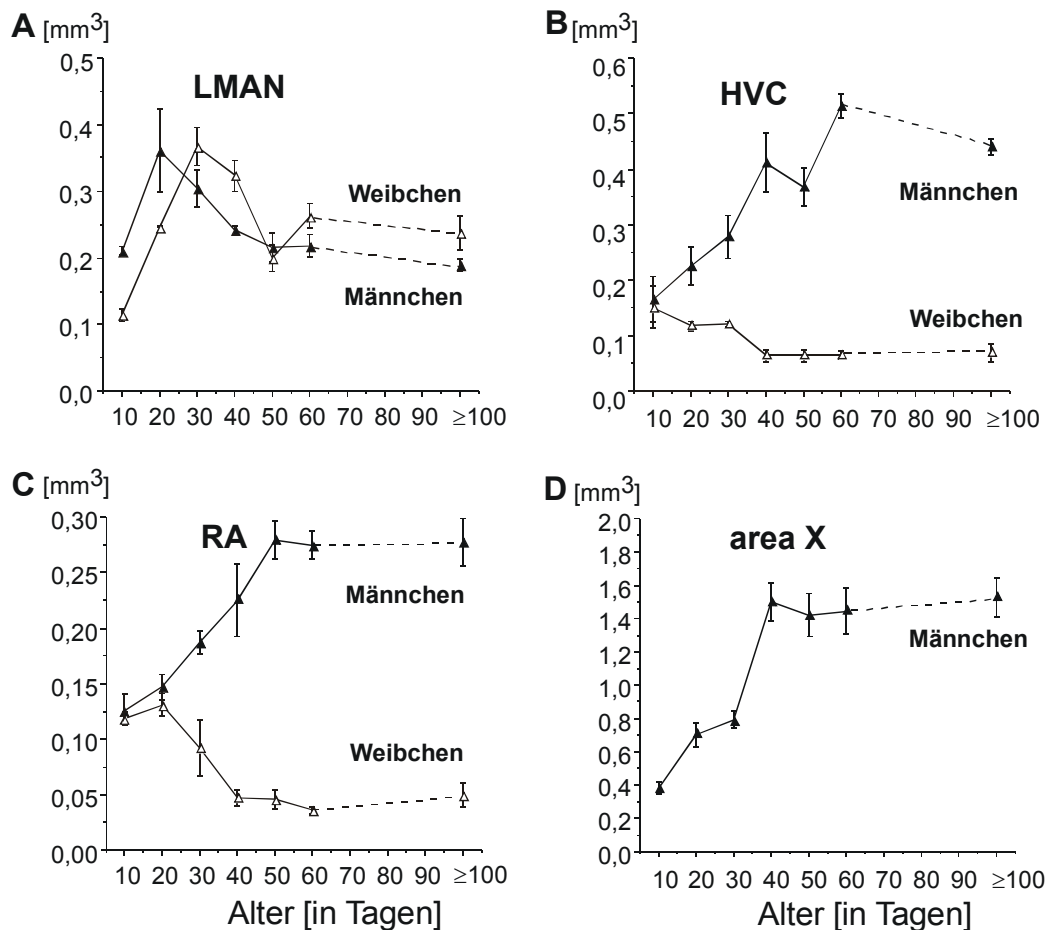 A [mm³]
0,5
0,4
0,3
0,2
0,1
0,0
LMAN
Weibchen
Männchen
10 20 30 40 50 60 70 80 90 ≥100
B [mm³]
0,6
0,5
0,4
0,3
0,2
0,1
0,0
HVC
Männchen
Weibchen
10 20 30 40 50 60 70 80 90 ≥100
C [mm³]
0,30
0,25
0,20
0,15
0,10
0,05
0,00
RA
Männchen
Weibchen
10 20 30 40 50 60 70 80 90 ≥100
Alter [in Tagen]
D [mm³]
2,0
1,8
1,6
1,4
1,2
1,0
0,8
0,6
0,4
0,2
0,0
area X
Männchen
10 20 30 40 50 60 70 80 90 ≥100
Alter [in Tagen]